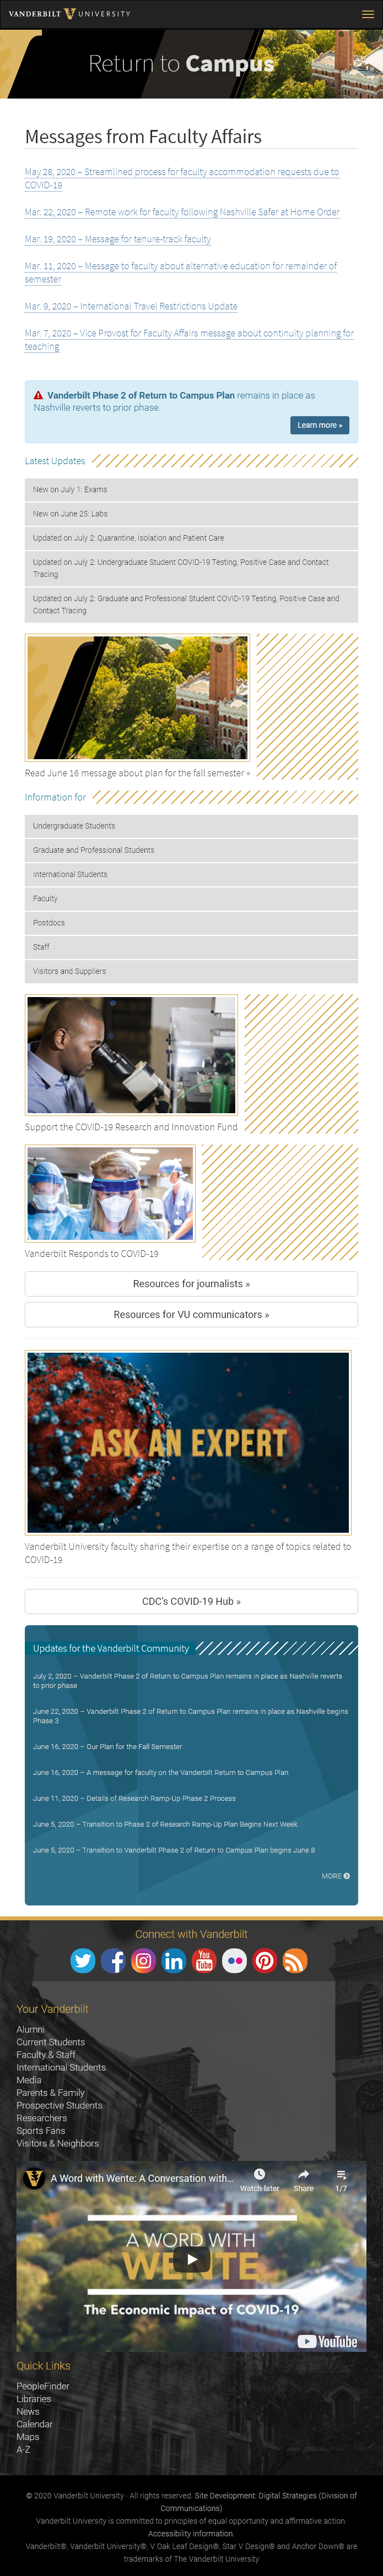 VANDERBILT UNIVERSITY
Return to Campus
Messages from Faculty Affairs
May 28, 2020 – Streamlined process for faculty accommodation requests due to
COVID-19
Mar. 22, 2020 – Remote work for faculty following Nashville Safer at Home Order
Mar. 19, 2020 – Message for tenure-track faculty
Mar. 11, 2020 – Message to faculty about alternative education for remainder of
semester
Mar. 9, 2020 – International Travel Restrictions Update
Mar. 7, 2020 – Vice Provost for Faculty Affairs message about continuity planning for
teaching
Vanderbilt Phase 2 of Return to Campus Plan remains in place as
Nashville reverts to prior phase.
Learn more »
Latest Updates
New on July 1: Exams
New on June 25: Labs
Updated on July 2: Quarantine, Isolation and Patient Care
Updated on July 2: Undergraduate Student COVID-19 Testing, Positive Case and Contact
Tracing
Updated on July 2: Graduate and Professional Student COVID-19 Testing, Positive Case and
Contact Tracing
Read June 16 message about plan for the fall semester »
Information for
Undergraduate Students
Graduate and Professional Students
International Students
Faculty
Postdocs
Staff
Visitors and Suppliers
Support the COVID-19 Research and Innovation Fund
Vanderbilt Responds to COVID-19
Resources for journalists »
Resources for VU communicators »
ASK AN EXPERT
Vanderbilt University faculty sharing their expertise on a range of topics related to
COVID-19
CDC's COVID-19 Hub »
Updates for the Vanderbilt Community
July 2, 2020 – Vanderbilt Phase 2 of Return to Campus Plan remains in place as Nashville reverts
to prior phase
June 22, 2020 – Vanderbilt Phase 2 of Return to Campus Plan remains in place as Nashville begins
Phase 3
June 16, 2020 – Our Plan for the Fall Semester
June 16, 2020 – A message for faculty on the Vanderbilt Return to Campus Plan
June 11, 2020 – Details of Research Ramp-Up Phase 2 Process
June 5, 2020 – Transition to Phase 2 of Research Ramp-Up Plan Begins Next Week
June 5, 2020 – Transition to Vanderbilt Phase 2 of Return to Campus Plan begins June 8
MORE
Connect with Vanderbilt
You Tube
Your Vanderbilt
Alumni
Current Students
Faculty & Staff
International Students
Media
Parents & Family
Prospective Students
Researchers
Sports Fans
Visitors & Neighbors
A Word with Wente: A Conversation with…
Watch later
Share
1/7
A WORD WITH
WENTE
The Economic Impact of COVID-19
YouTube
Quick Links
PeopleFinder
Libraries
News
Calendar
Maps
A-Z
© 2020 Vanderbilt University · All rights reserved. Site Development: Digital Strategies (Division of
Communications)
Vanderbilt University is committed to principles of equal opportunity and affirmative action.
Accessibility information.
Vanderbilt®, Vanderbilt University®, V Oak Leaf Design®, Star V Design® and Anchor Down® are
trademarks of The Vanderbilt University